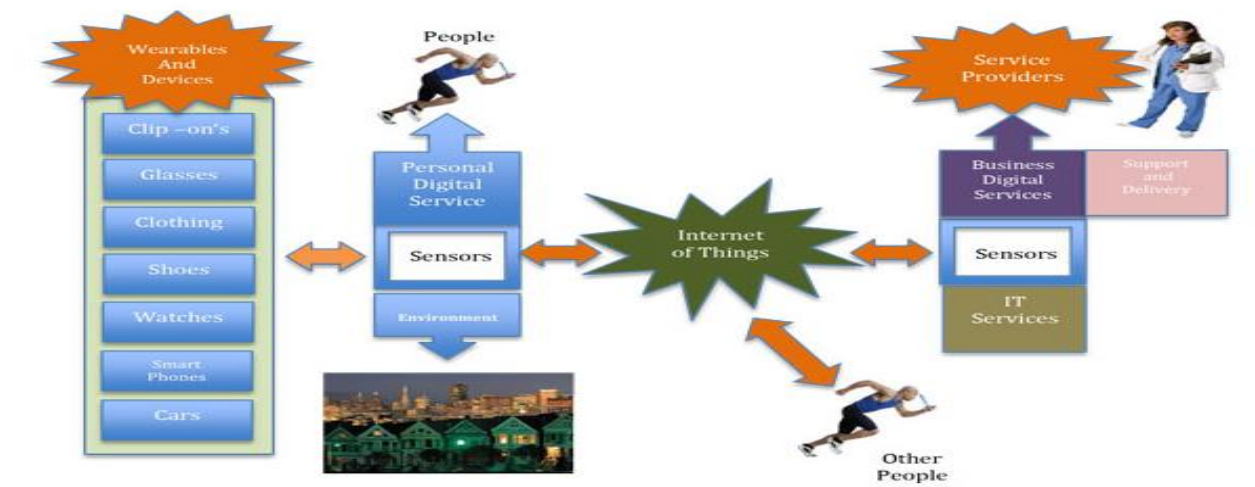 Wearables
And
Devices
Clip –on's
Glasses
Clothing
Shoes
Watches
Smart
Phones
Cars
People
Personal
Digital
Service
Sensors
Environment
Internet
of Things
Other
People
Service
Providers
Business
Digital
Services
Support
and
Delivery
Sensors
IT
Services